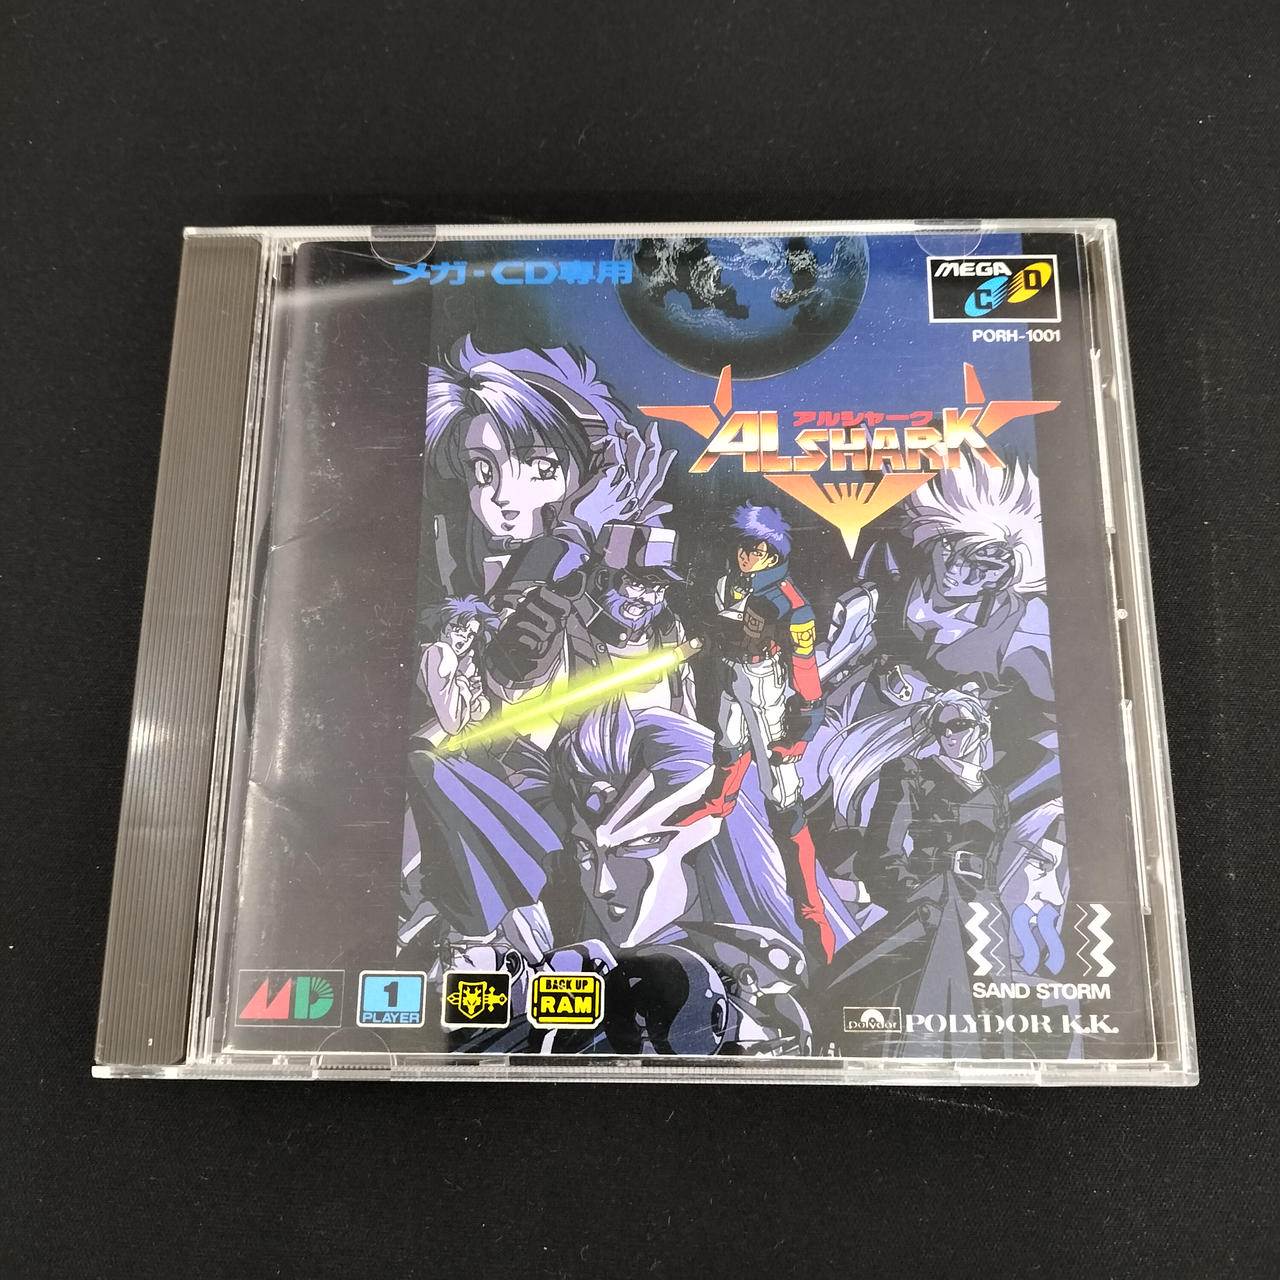 メガ-CD専用
MEGA
CD
PORH-1001
アルシャーク
ALSHARK
MD
1
PLAYER
BACK UP
RAM
SAND STORM
polydor
POLYDOR K.K.